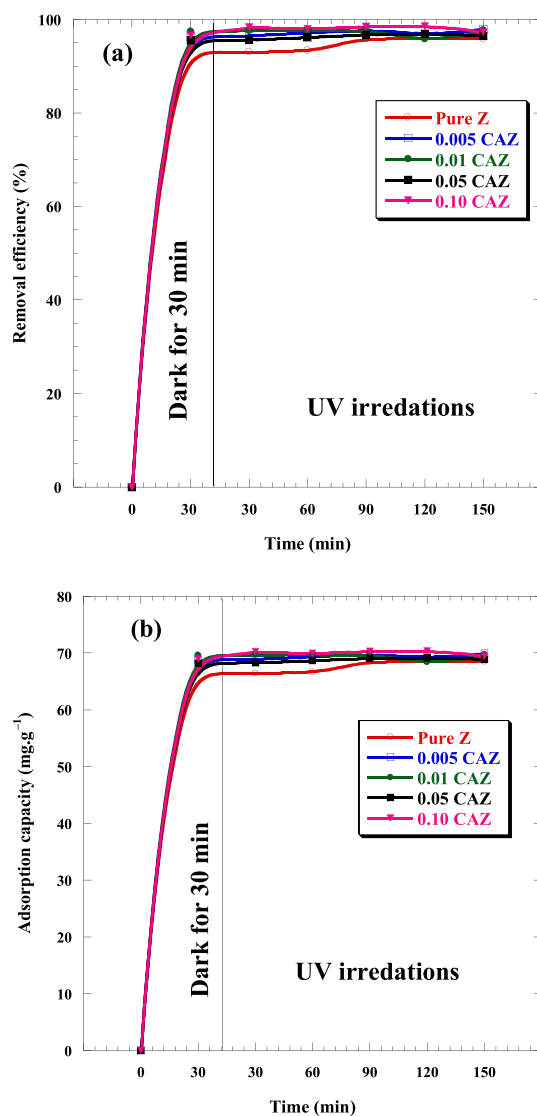 (a)
100
80
60
40
20
0
Removal efficiency (%)
Pure Z
0.005 CAZ
0.01 CAZ
0.05 CAZ
0.10 CAZ
Dark for 30 min
UV irredations
0 30 30 60 90 120 150
Time (min)
(b)
80
70
60
50
40
30
20
10
0
Adsorption capacity (mg.g⁻¹)
Pure Z
0.005 CAZ
0.01 CAZ
0.05 CAZ
0.10 CAZ
Dark for 30 min
UV irredations
0 30 30 60 90 120 150
Time (min)